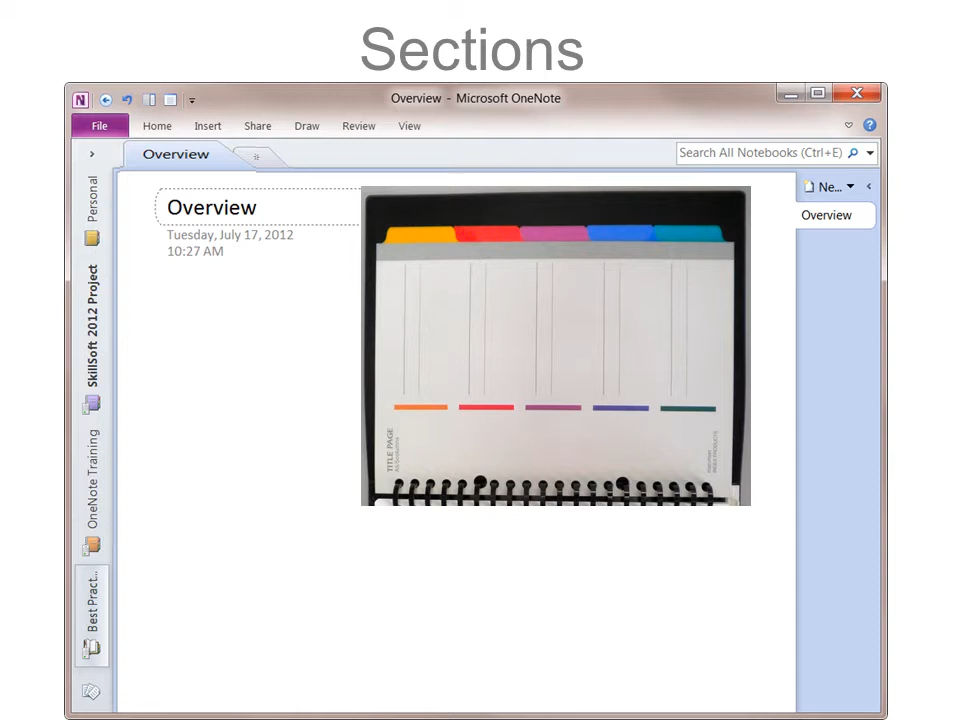 Sections
Overview - Microsoft OneNote
File Home Insert Share Draw Review View
Overview
Search All Notebooks (Ctrl+E)
Ne...
Overview
Overview
Tuesday, July 17, 2012
10:27 AM
Personal
SkillSoft 2012 Project
OneNote Training
Best Pract...
TITLE PAGE